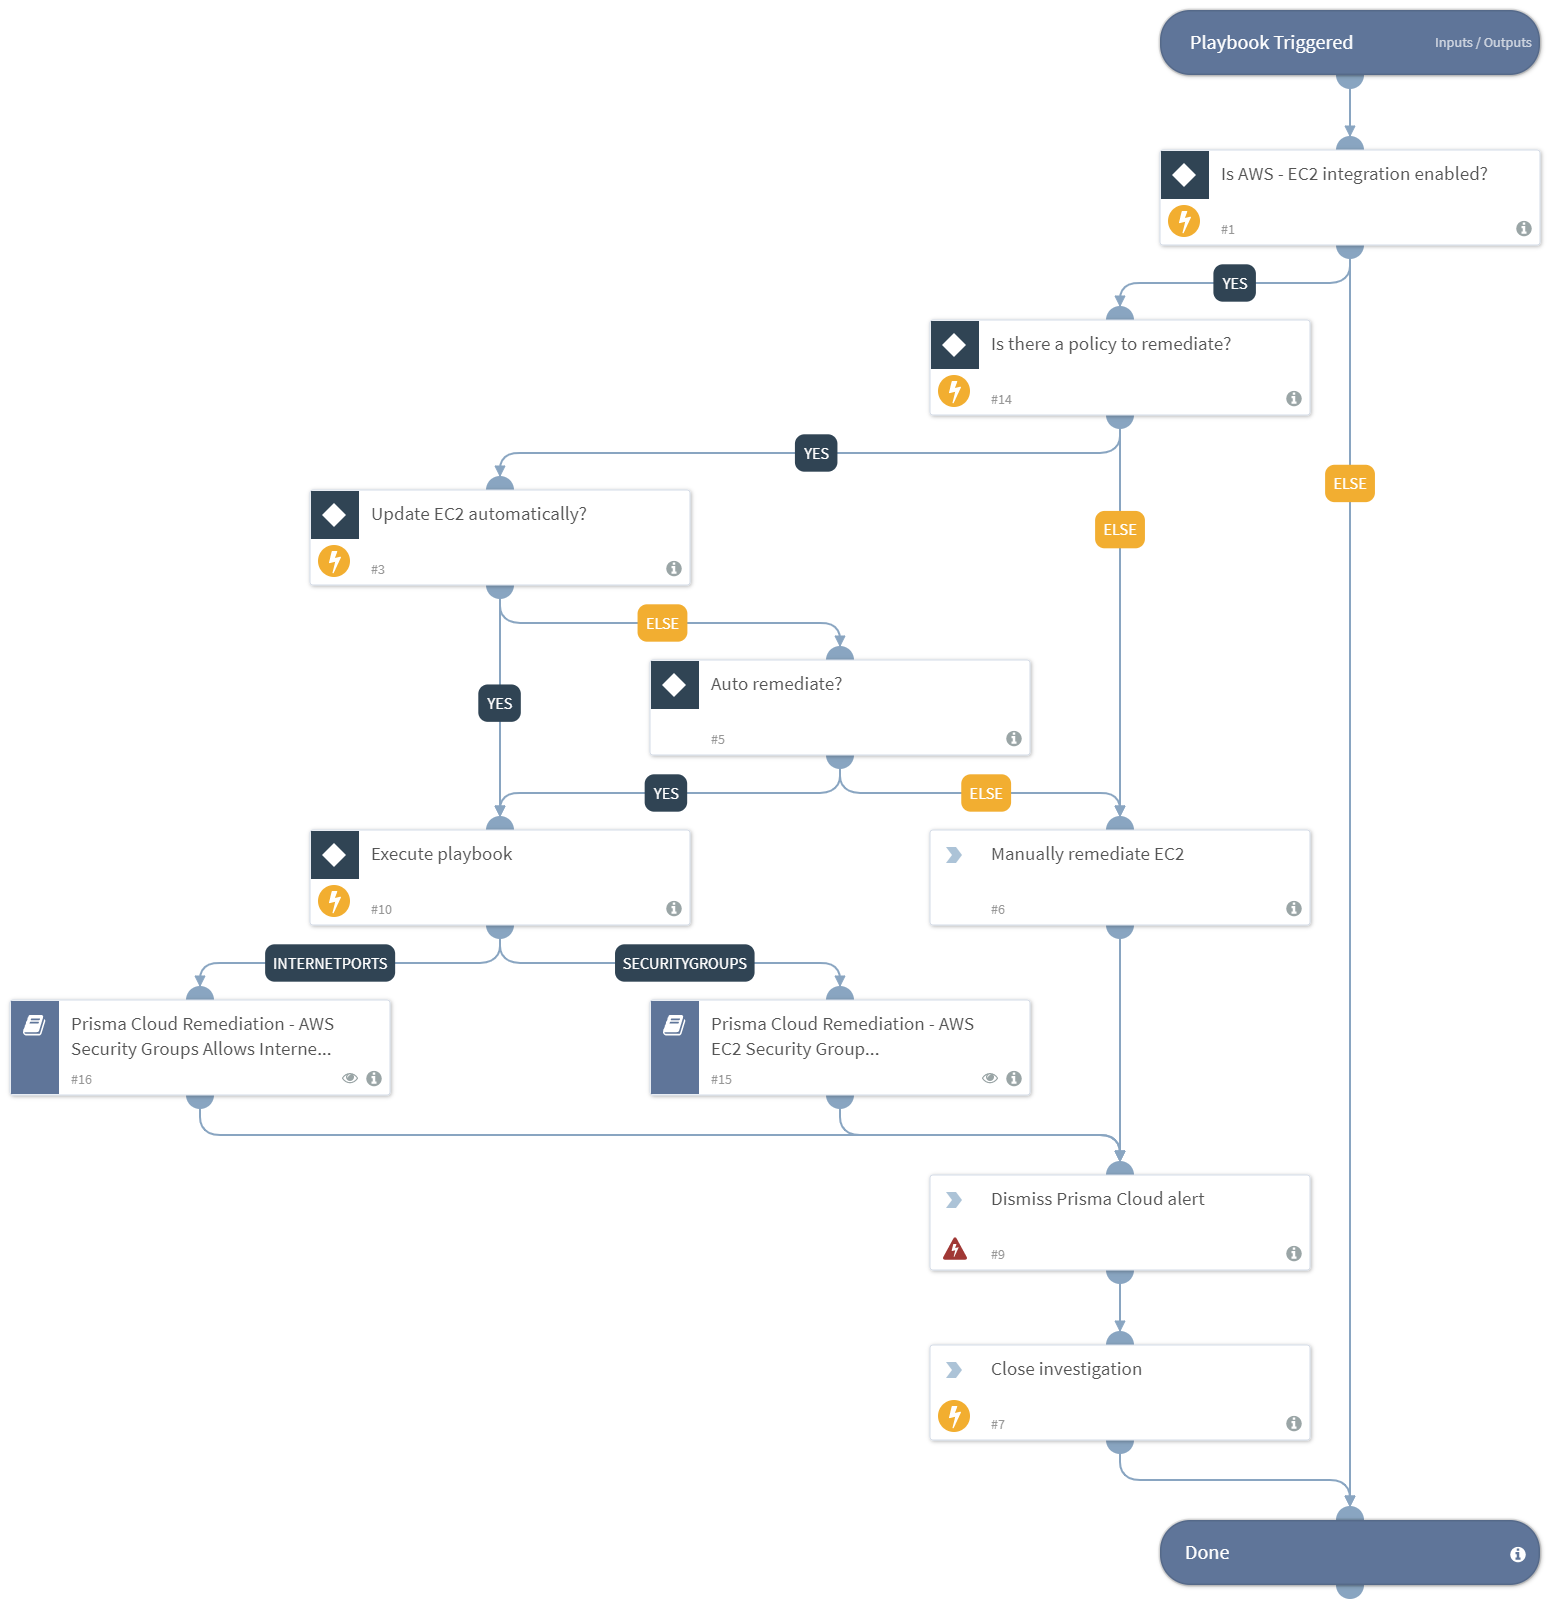 Playbook Triggered
Inputs / Outputs
Is AWS - EC2 integration enabled?
#1
YES
Is there a policy to remediate?
#14
YES
ELSE
Update EC2 automatically?
#3
ELSE
ELSE
Auto remediate?
#5
YES
YES
ELSE
Execute playbook
#10
Manually remediate EC2
#6
INTERNETPORTS
SECURITYGROUPS
Prisma Cloud Remediation - AWS
Security Groups Allows Interne...
#16
Prisma Cloud Remediation - AWS
EC2 Security Group...
#15
Dismiss Prisma Cloud alert
#9
Close investigation
#7
Done